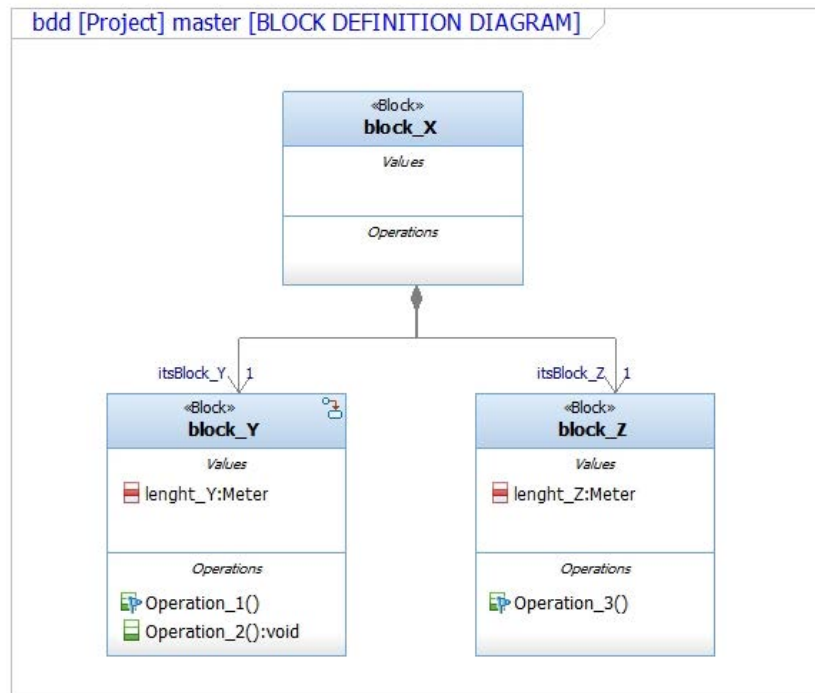 bdd [Project] master [BLOCK DEFINITION DIAGRAM]
«Block»
block_X
Values
Operations
itsBlock_Y 1
itsBlock_Z 1
«Block»
block_Y
Values
lenght_Y:Meter
Operations
Operation_1()
Operation_2():void
«Block»
block_Z
Values
lenght_Z:Meter
Operations
Operation_3()